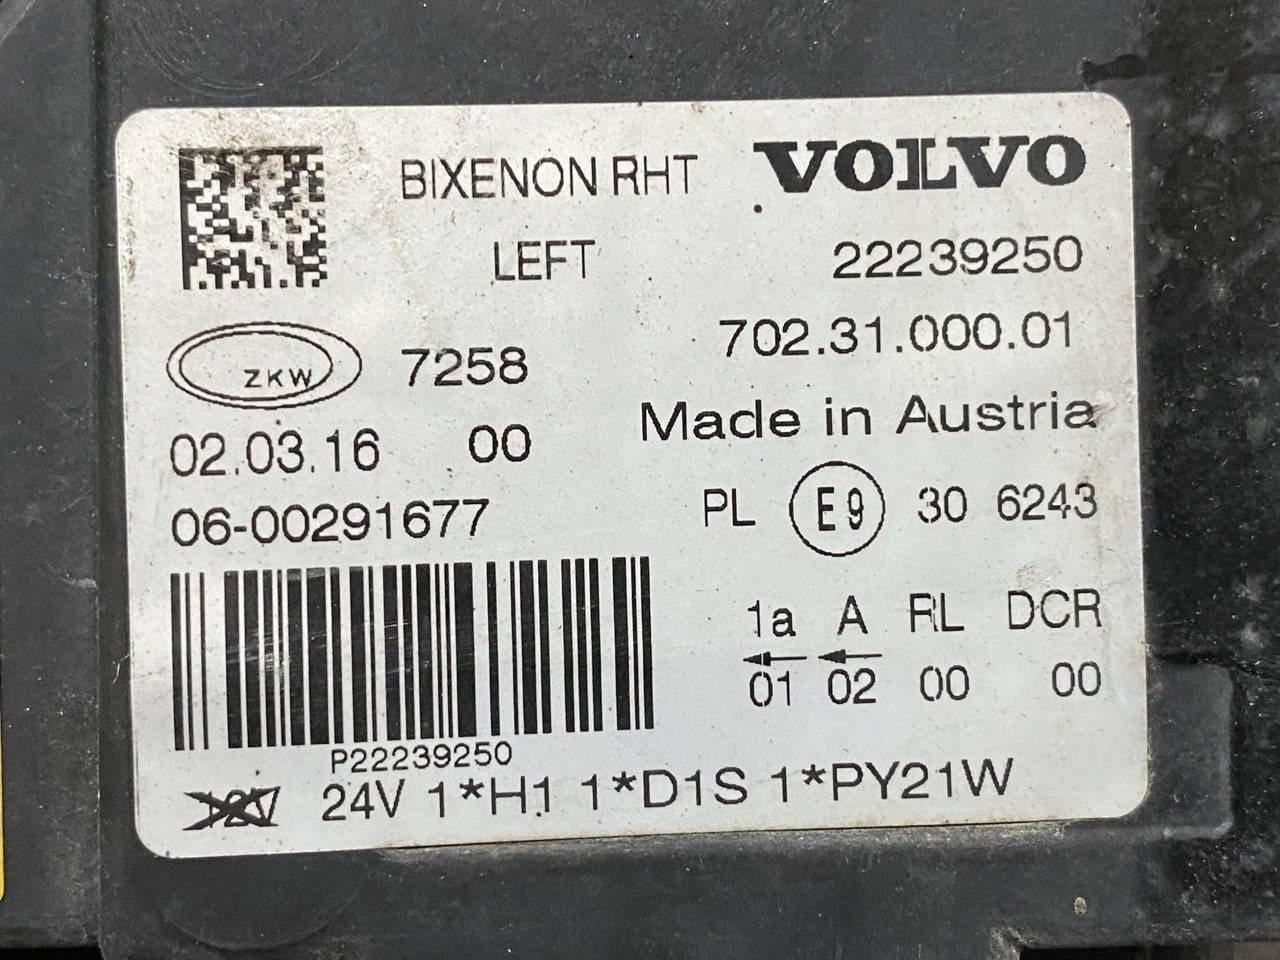 BIXENON RHT VOLVO
LEFT 22239250
702.31.000.01
ZKW 7258
Made in Austria
02.03.16 00
PL E9 30 6243
06-00291677
1a A RL DCR
01 02 00 00
P22239250
12V 24V 1*H1 1*D1S 1*PY21W